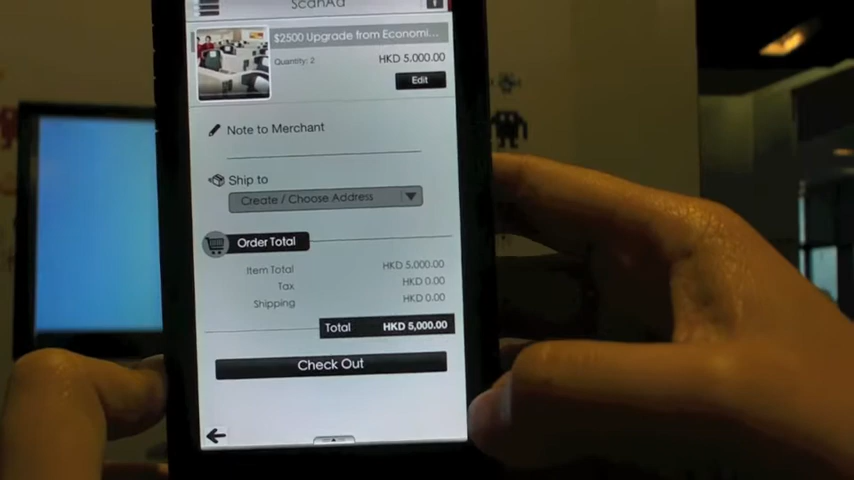 ScanAd
$2500 Upgrade from Economi...
Quantity: 2
HKD 5,000.00
Edit
Note to Merchant
Ship to
Create / Choose Address
Order Total
Item Total HKD 5,000.00
Tax HKD 0.00
Shipping HKD 0.00
Total HKD 5,000.00
Check Out